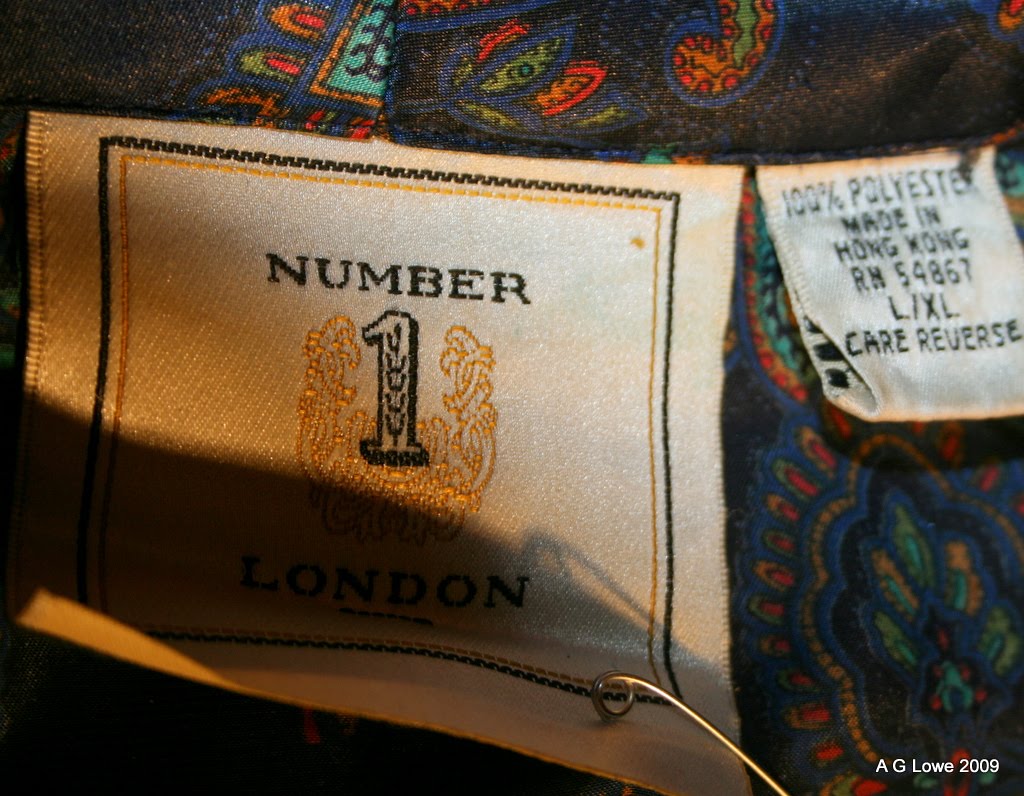 NUMBER
1
LONDON
100% POLYESTER
MADE IN
HONG KONG
RN 54867
L/XL
CARE REVERSE
A G Lowe 2009